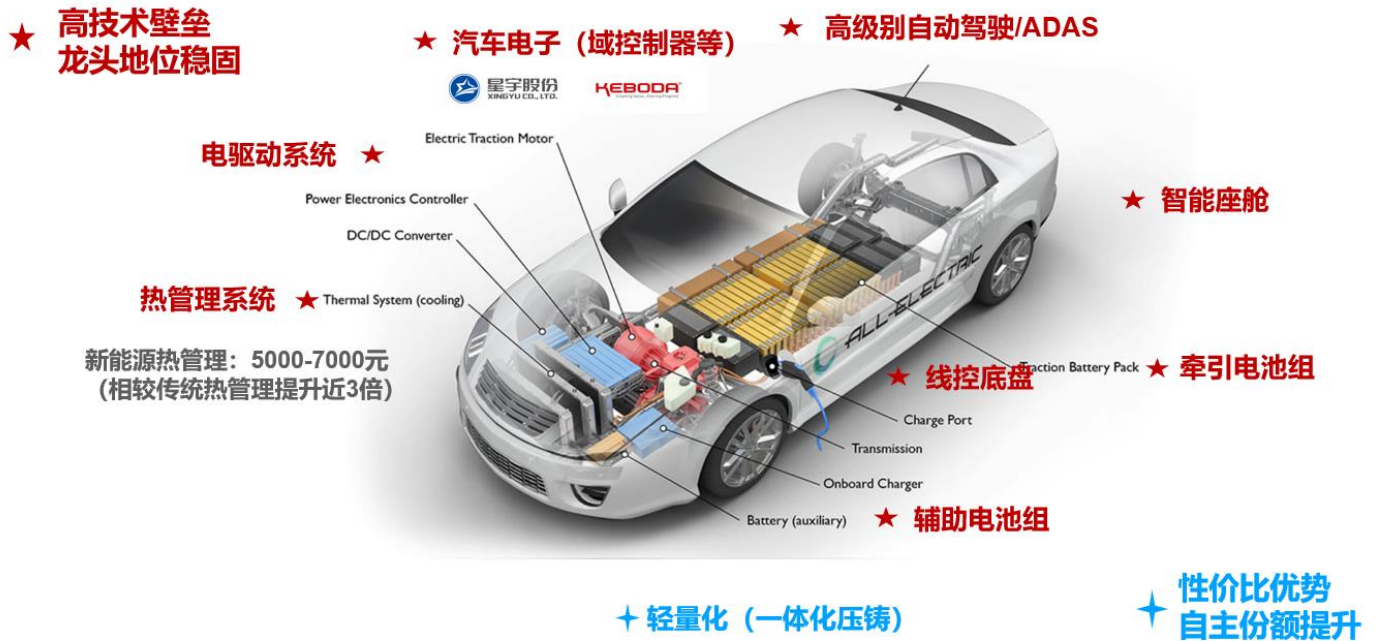 高技术壁垒
龙头地位稳固
汽车电子（域控制器等）
高级别自动驾驶/ADAS
星宇股份
XINGYU CO., LTD.
KEBODA
Electric Traction Motor
电驱动系统
Power Electronics Controller
智能座舱
DC/DC Converter
热管理系统
Thermal System (cooling)
新能源热管理：5000-7000元
（相较传统热管理提升近3倍）
ALL-ELECTRIC
线控底盘
Traction Battery Pack
牵引电池组
Charge Port
Transmission
Onboard Charger
Battery (auxiliary)
辅助电池组
轻量化（一体化压铸）
性价比优势
自主份额提升